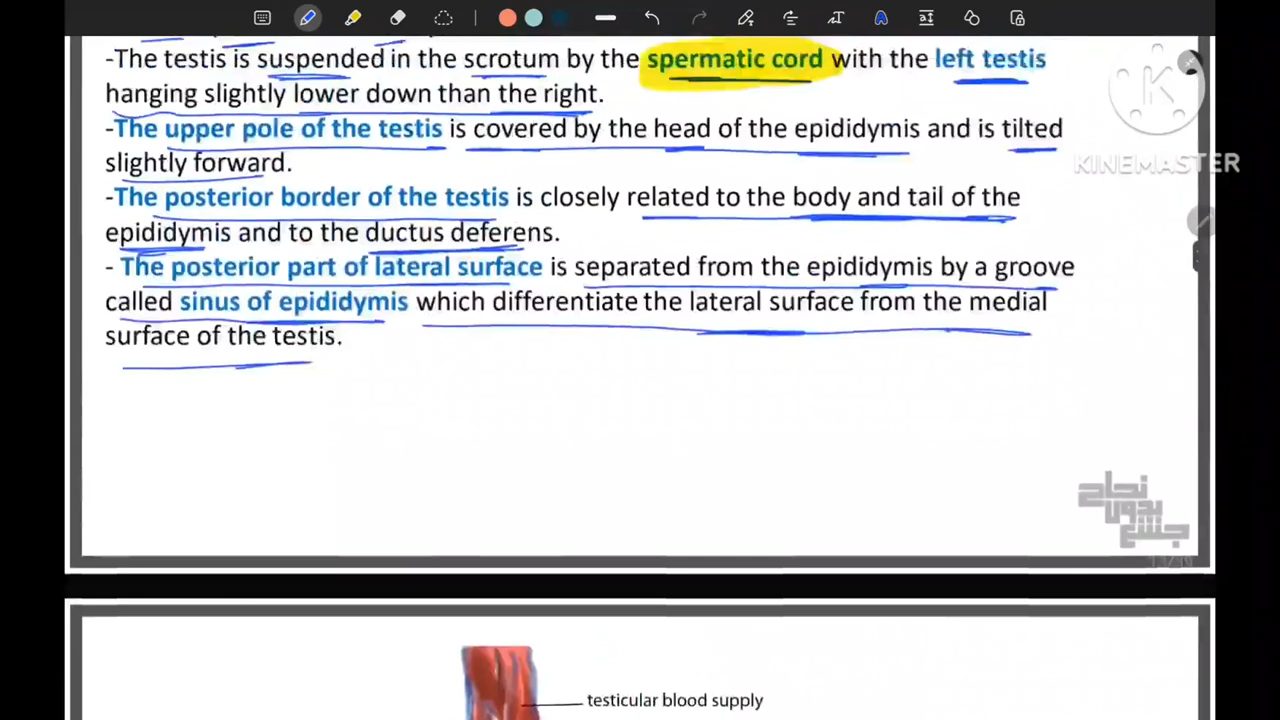 KINEMASTER
-The testis is suspended in the scrotum by the spermatic cord with the left testis
hanging slightly lower down than the right.
-The upper pole of the testis is covered by the head of the epididymis and is tilted
slightly forward.
-The posterior border of the testis is closely related to the body and tail of the
epididymis and to the ductus deferens.
- The posterior part of lateral surface is separated from the epididymis by a groove
called sinus of epididymis which differentiate the lateral surface from the medial
surface of the testis.
نجاح
بدون
جشع
testicular blood supply